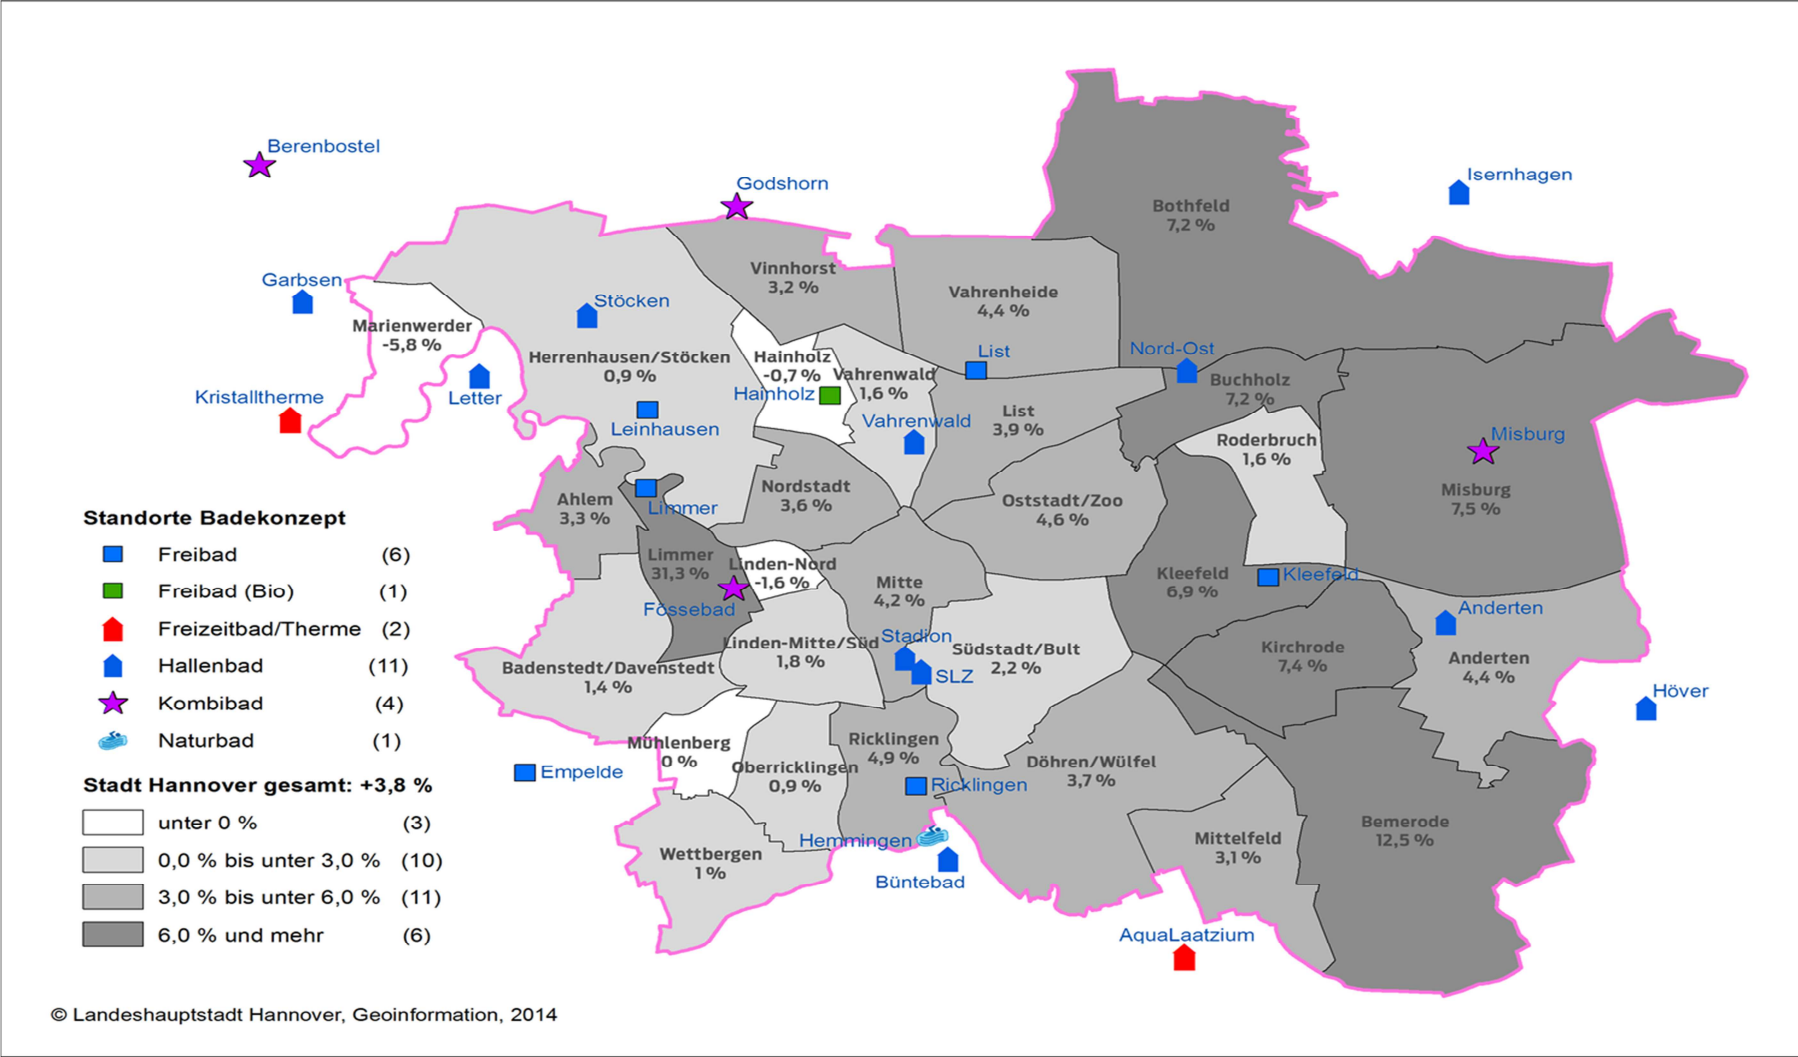 Berenbostel
Godshorn
Isernhagen
Bothfeld
7,2 %
Garbsen
Stöcken
Vinnhorst
3,2 %
Vahrenheide
4,4 %
Marienwerder
-5,8 %
Herrenhausen/Stöcken
0,9 %
Hainholz
-0,7 %
Hainholz
Vahrenwald
1,6 %
Vahrenwald
List
List
3,9 %
Nord-Ost
Buchholz
7,2 %
Roderbruch
1,6 %
Misburg
Misburg
7,5 %
Kristalltherme
Letter
Leinhausen
Ahlem
3,3 %
Limmer
Limmer
31,3 %
Fössebad
Linden-Nord
-1,6 %
Nordstadt
3,6 %
Oststadt/Zoo
4,6 %
Mitte
4,2 %
Kleefeld
6,9 %
Kleefeld
Anderten
Anderten
4,4 %
Kirchrode
7,4 %
Höver
Badenstedt/Davenstedt
1,4 %
Linden-Mitte/Süd
1,8 %
Stadion
SLZ
Südstadt/Bult
2,2 %
Mühlenberg
0 %
Oberricklingen
0,9 %
Ricklingen
4,9 %
Ricklingen
Döhren/Wülfel
3,7 %
Empelde
Wettbergen
1 %
Hemmingen
Büntebad
Mittelfeld
3,1 %
Bemerode
12,5 %
AquaLaatzium
Standorte Badekonzept
Freibad (6)
Freibad (Bio) (1)
Freizeitbad/Therme (2)
Hallenbad (11)
Kombibad (4)
Naturbad (1)
Stadt Hannover gesamt: +3,8 %
unter 0 % (3)
0,0 % bis unter 3,0 % (10)
3,0 % bis unter 6,0 % (11)
6,0 % und mehr (6)
© Landeshauptstadt Hannover, Geoinformation, 2014